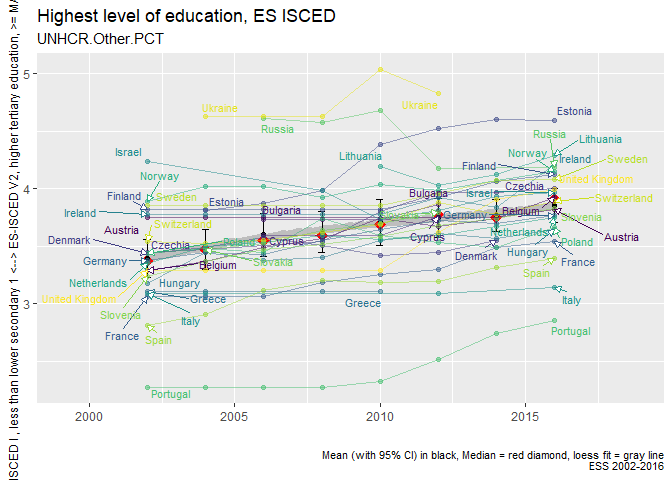 Highest level of education, ES ISCED
UNHCR.Other.PCT
ISCED I , less than lower secondary 1 <--> ES-ISCED V2, higher tertiary education, >= MA
5
4
3
2000
2005
2010
2015
Ukraine
Russia
Ukraine
Estonia
Israel
Norway
Finland
Sweden
Ireland
Switzerland
Austria
Denmark
Czechia
Germany
Belgium
Netherlands
Hungary
United Kingdom
Greece
Slovenia
Italy
France
Spain
Portugal
Estonia
Bulgaria
Poland
Cyprus
Slovakia
Lithuania
Bulgaria
Israel
Germany
Cyprus
Greece
Denmark
Finland
Czechia
Belgium
Netherlands
Hungary
Spain
Russia
Lithuania
Norway
Ireland
Sweden
United Kingdom
Switzerland
Slovenia
Austria
Poland
France
Italy
Portugal
Mean (with 95% CI) in black, Median = red diamond, loess fit = gray line
ESS 2002-2016